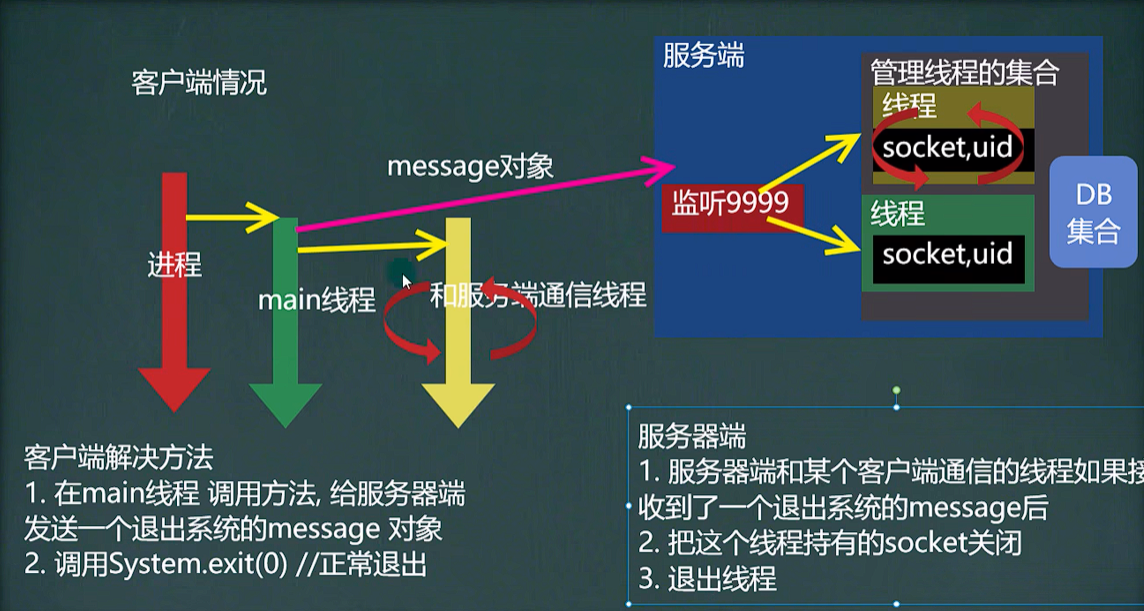 客户端情况
message对象
进程
main线程
和服务端通信线程
服务端
管理线程的集合
线程
socket,uid
监听9999
线程
socket,uid
DB
集合
客户端解决方法
1. 在main线程 调用方法, 给服务器端
发送一个退出系统的message 对象
2. 调用System.exit(0) //正常退出
服务器端
1. 服务器端和某个客户端通信的线程如果接
收到了一个退出系统的message后
2. 把这个线程持有的socket关闭
3. 退出线程